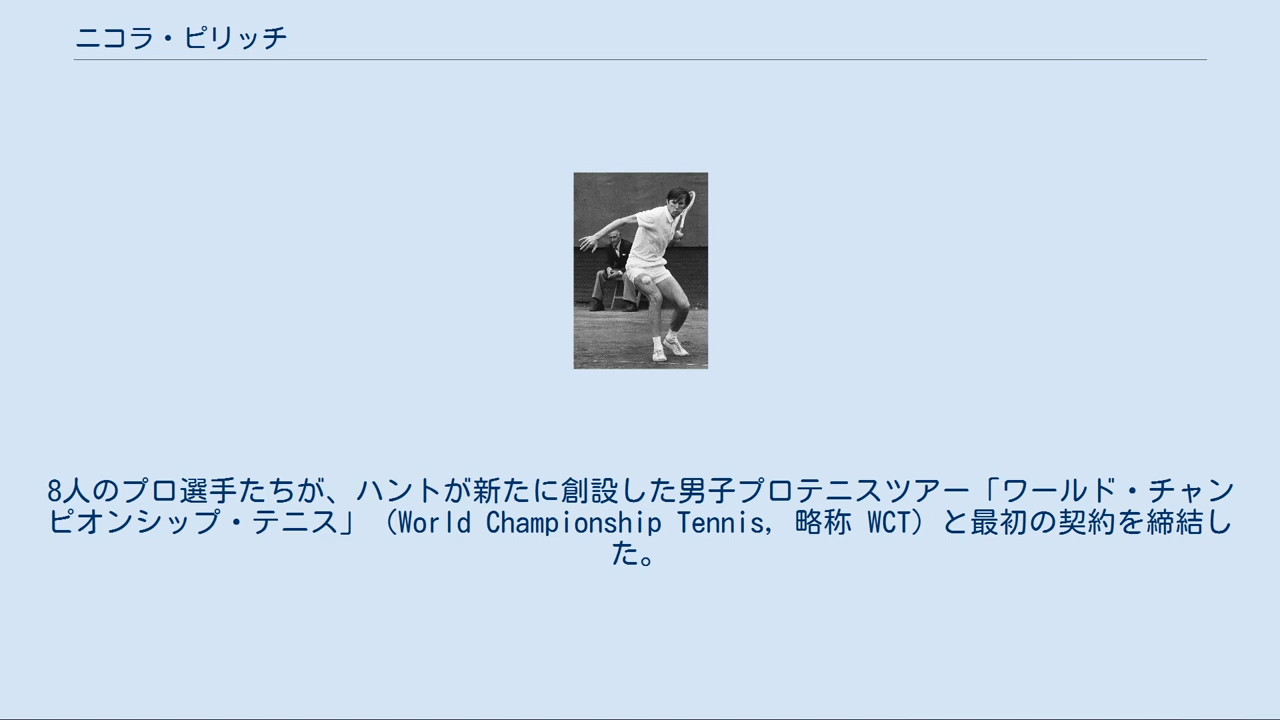 ニコラ・ピリッチ
8人のプロ選手たちが、ハントが新たに創設した男子プロテニスツアー「ワールド・チャン
ピオンシップ・テニス」（World Championship Tennis, 略称 WCT）と最初の契約を締結し
た。